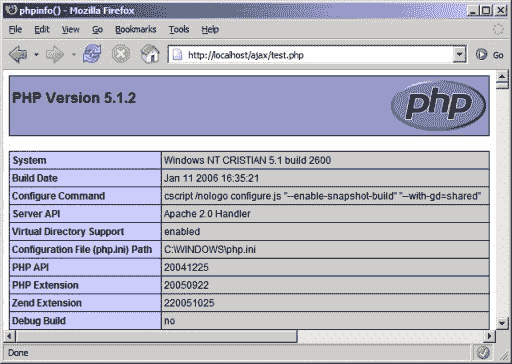 phpinfo() - Mozilla Firefox
File Edit View Go Bookmarks Tools Help
http://localhost/ajax/test.php Go
PHP Version 5.1.2
php
System Windows NT CRISTIAN 5.1 build 2600
Build Date Jan 11 2006 16:35:21
Configure Command cscript /nologo configure.js "--enable-snapshot-build" "--with-gd=shared"
Server API Apache 2.0 Handler
Virtual Directory Support enabled
Configuration File (php.ini) Path C:\WINDOWS\php.ini
PHP API 20041225
PHP Extension 20050922
Zend Extension 220051025
Debug Build no
Done